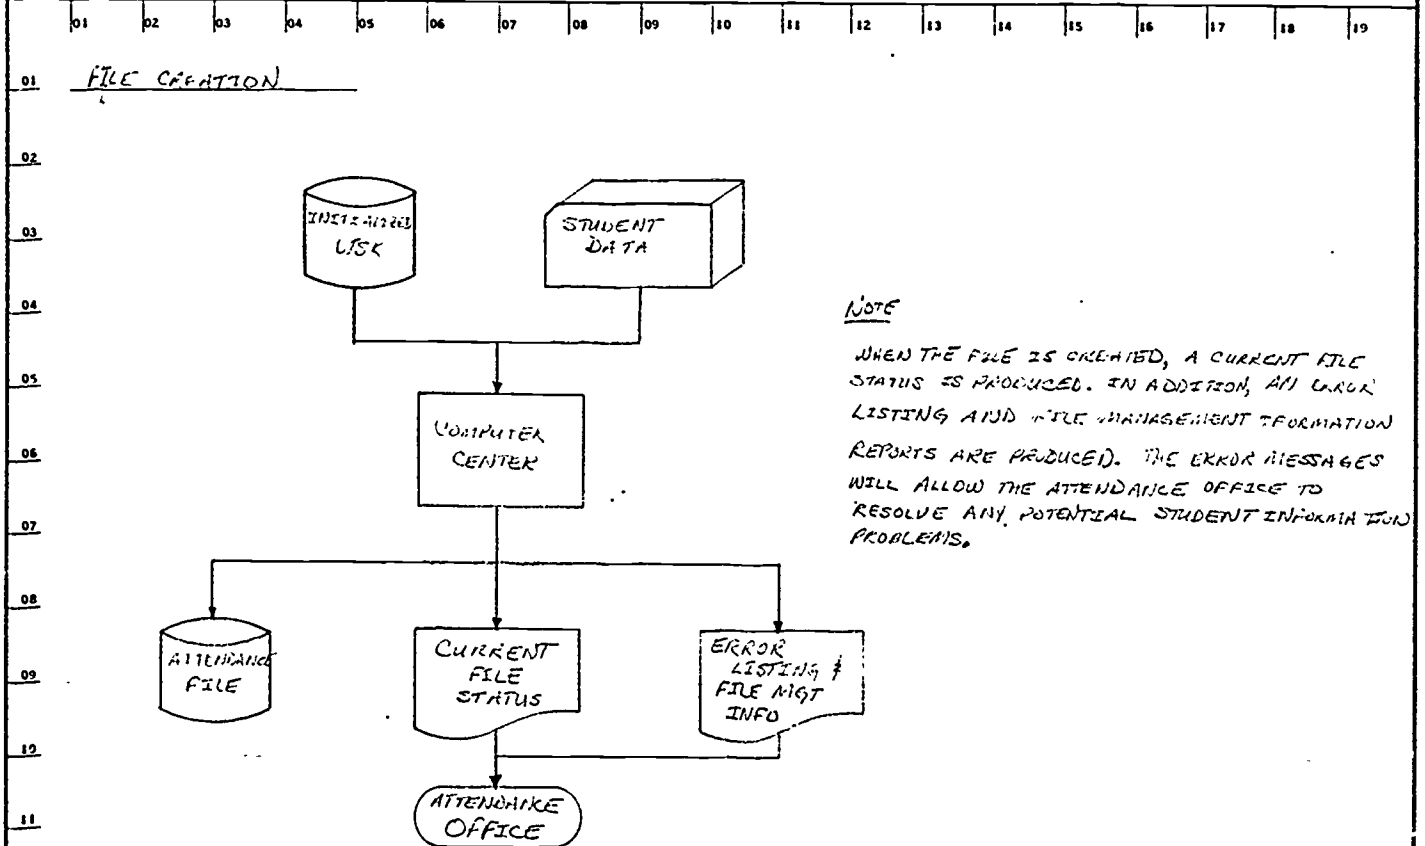 01 02 03 04 05 06 07 08 09 10 11 12 13 14 15 16 17 18 19
01
FILE CREATION
02
03
INITIALIZED
DISK
STUDENT
DATA
04
NOTE
WHEN THE FILE IS CREATED, A CURRENT FILE
STATUS IS PRODUCED. IN ADDITION, AN ERROR
LISTING AND FILE MANAGEMENT IFORMATION
REPORTS ARE PRODUCED. THE ERROR MESSAGES
WILL ALLOW THE ATTENDANCE OFFICE TO
RESOLVE ANY POTENTIAL STUDENT INFORMATION
PROBLEMS.
05
COMPUTER
CENTER
06
07
08
ATTENDANCE
FILE
CURRENT
FILE
STATUS
ERROR
LISTING &
FILE MGT
INFO
09
10
ATTENDANCE
OFFICE
11